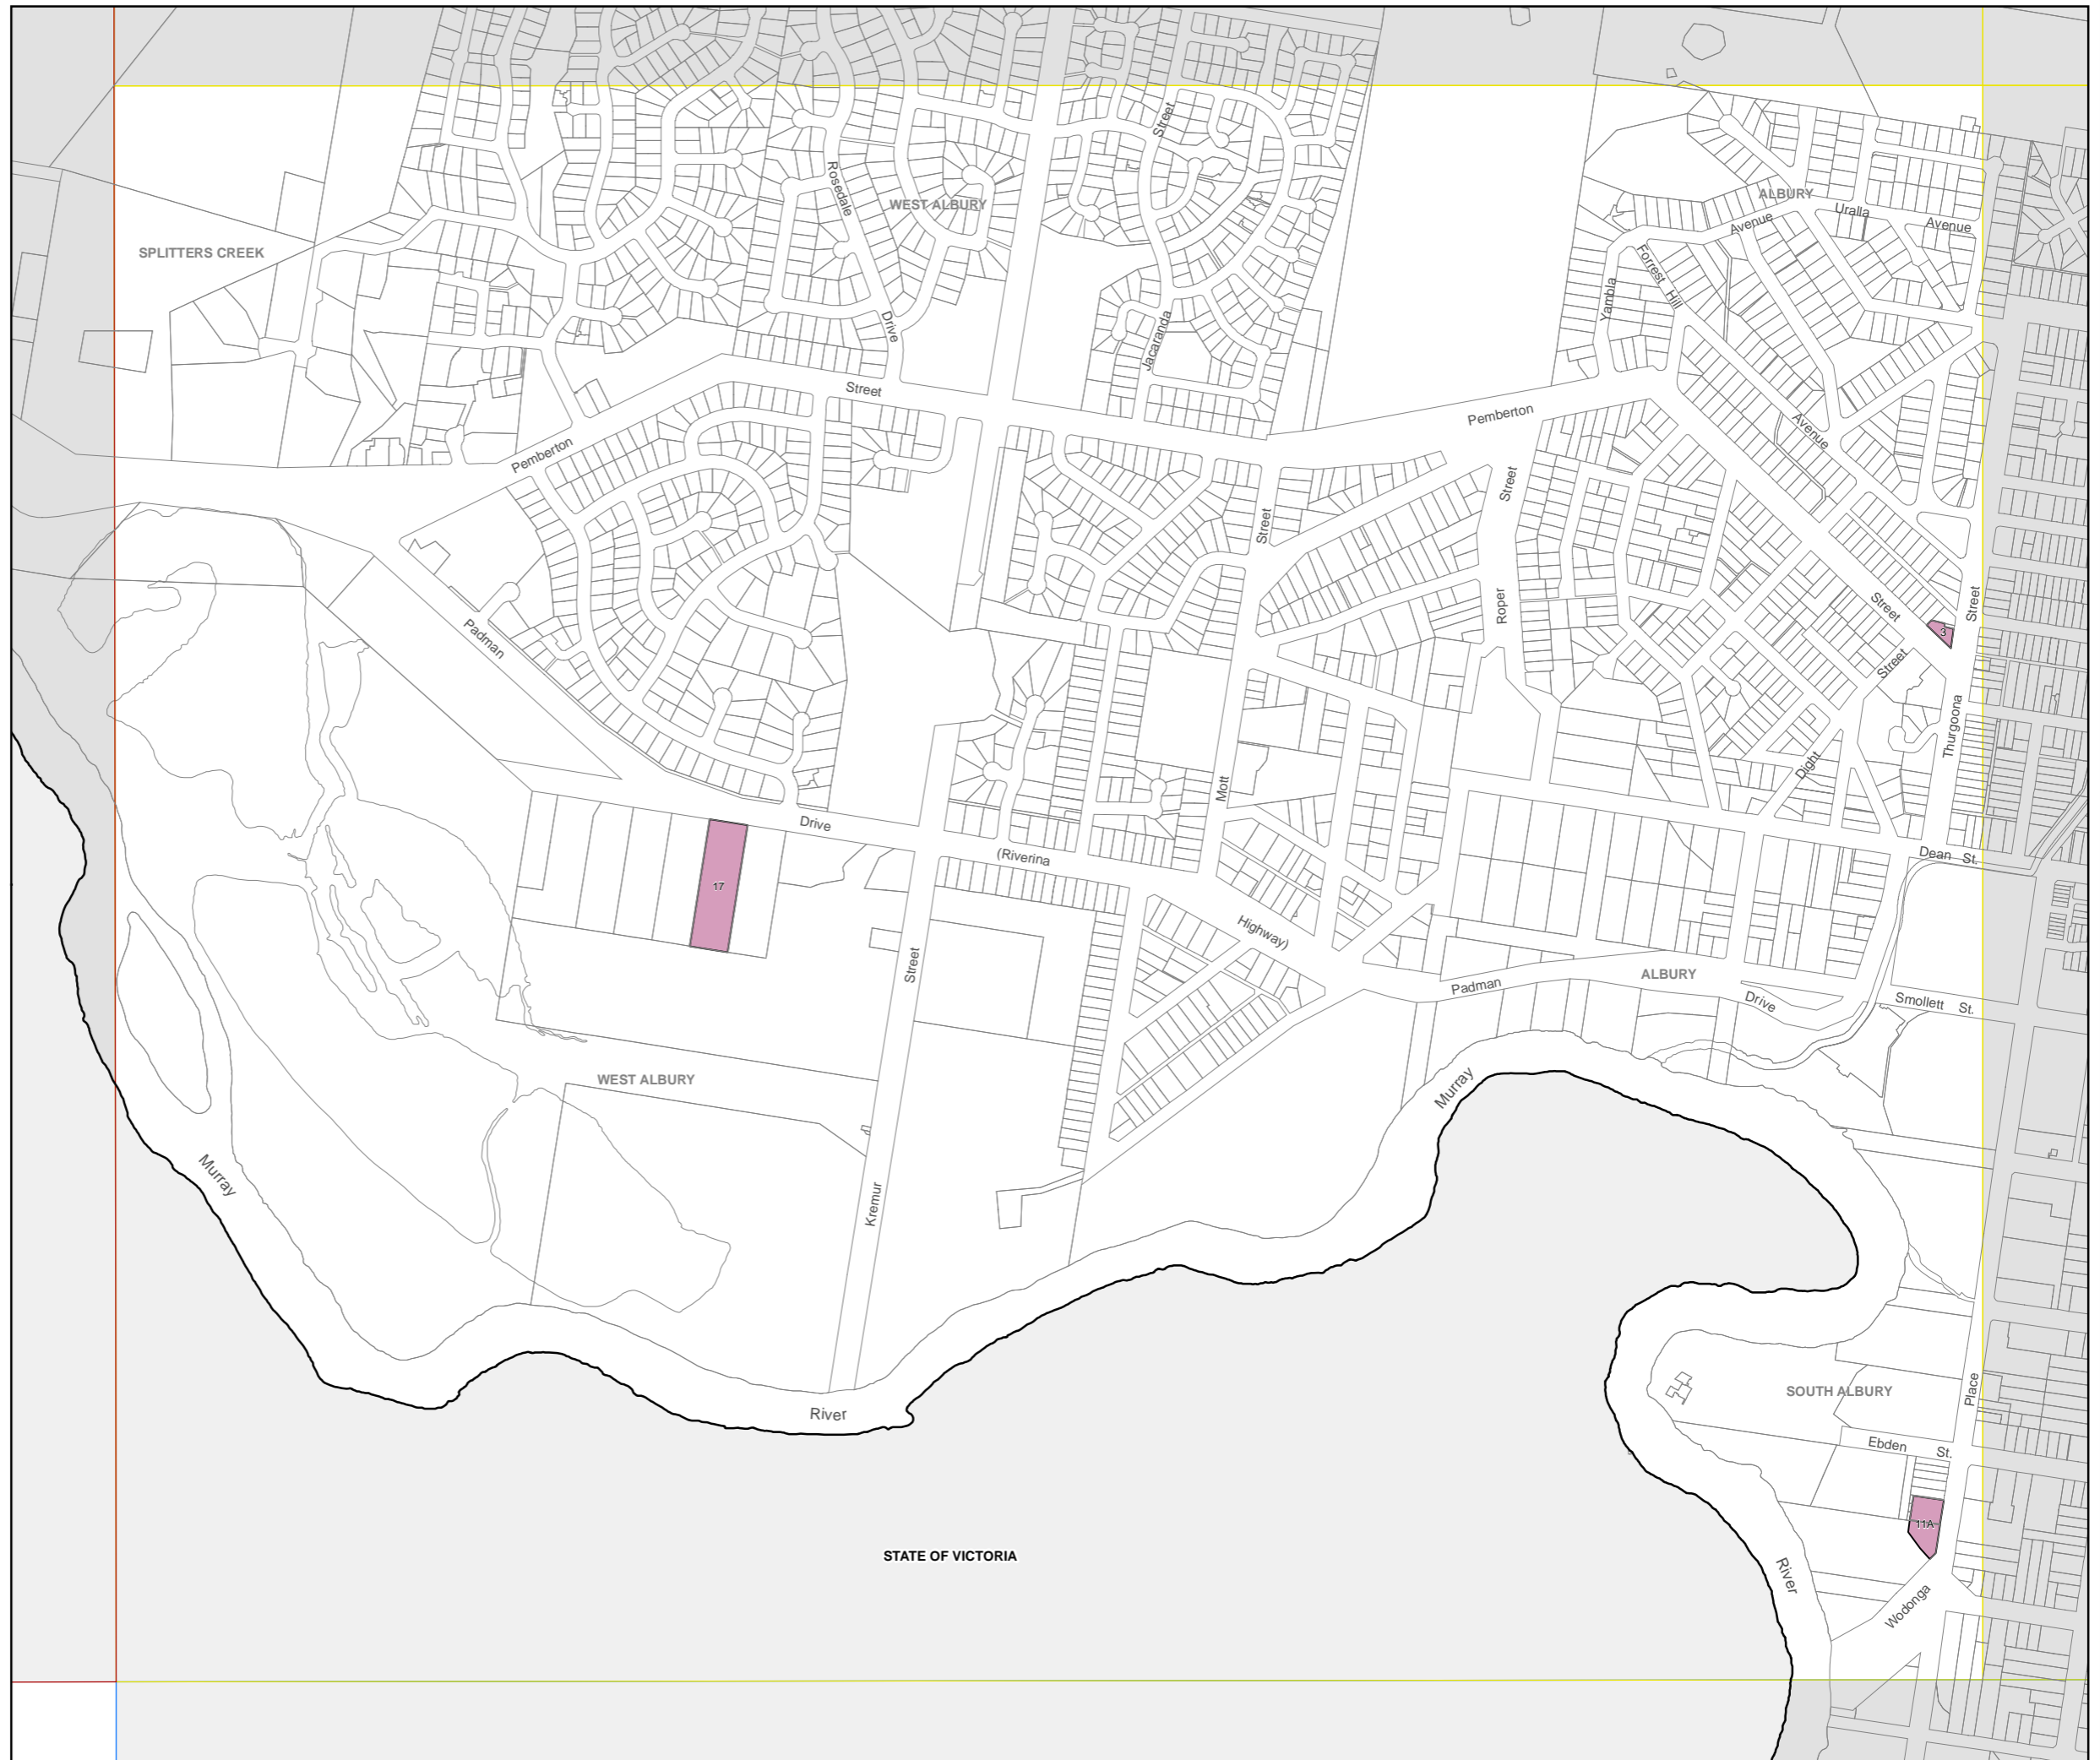 Street
Rosedale
WEST ALBURY
ALBURY
Uralla
Avenue
Avenue
SPLITTERS CREEK
Forrest Hill
Yambla
Drive
Jacaranda
Street
Pemberton
Avenue
Pemberton
Street
Street
Padman
Roper
Street
Street
3
Street
Thurgoona
Dight
Mott
Drive
(Riverina
Dean St.
17
Highway)
Street
ALBURY
Padman
Drive
Smollett St.
WEST ALBURY
Murray
Murray
Kremur
Place
SOUTH ALBURY
River
Ebden St.
11A
STATE OF VICTORIA
River
Wodonga